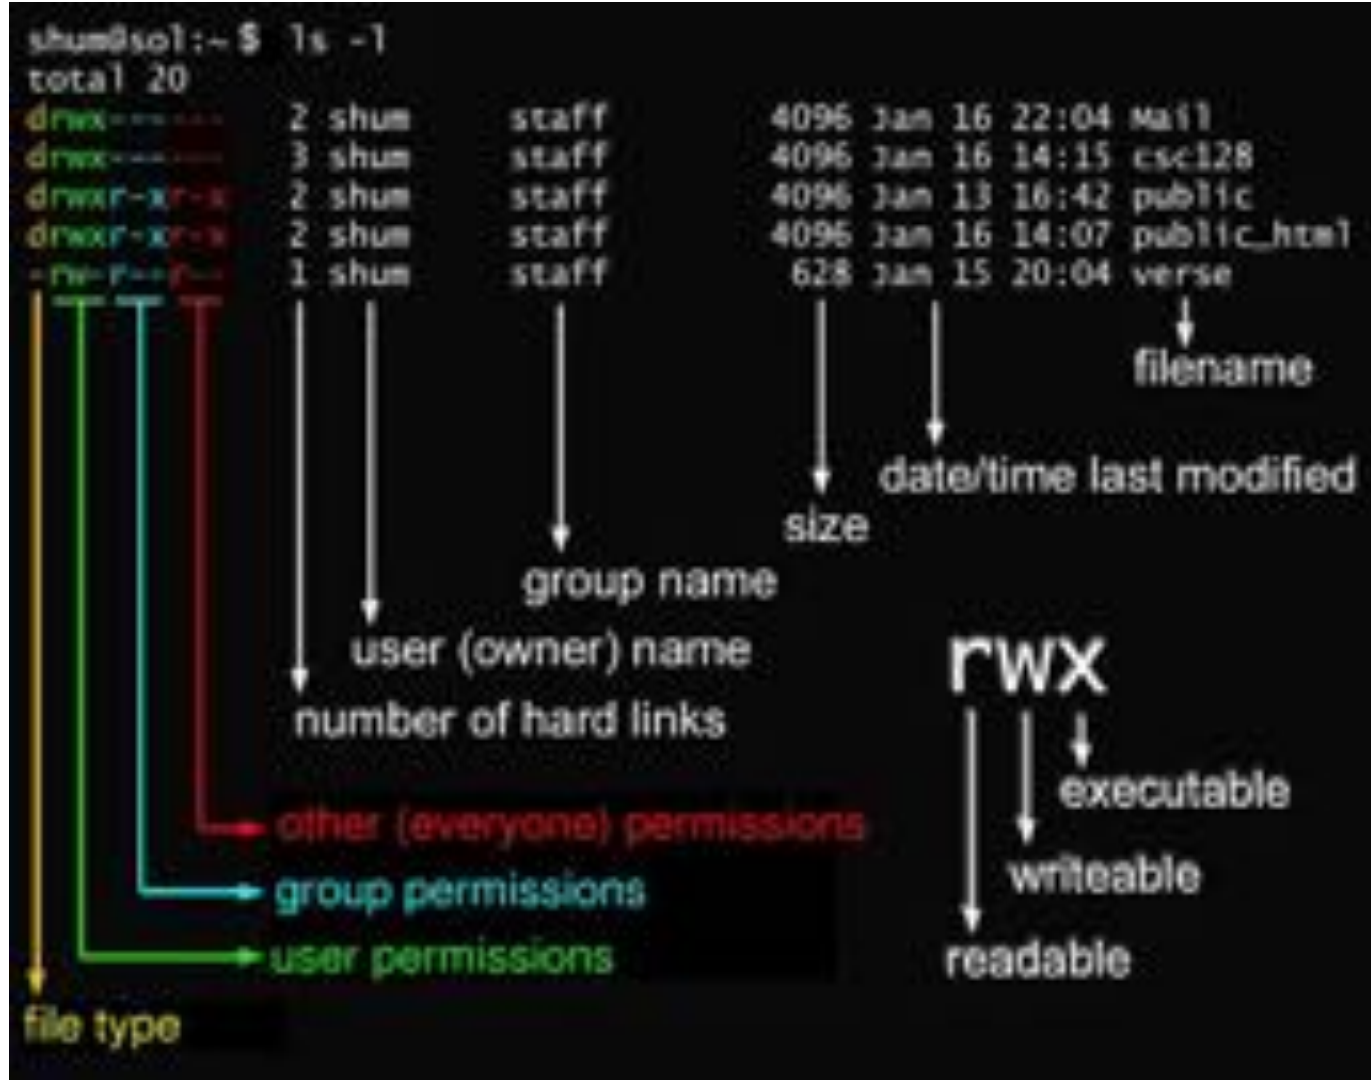 shum@sol:~$ ls -l
total 20
drwx------ 2 shum staff 4096 Jan 16 22:04 Mail
drwx------ 3 shum staff 4096 Jan 16 14:15 csc128
drwxr-xr-x 2 shum staff 4096 Jan 13 16:42 public
drwxr-xr-x 2 shum staff 4096 Jan 16 14:07 public_html
-rw-r--r-- 1 shum staff 628 Jan 15 20:04 verse
filename
date/time last modified
size
group name
user (owner) name
number of hard links
rwx
executable
writeable
readable
other (everyone) permissions
group permissions
user permissions
file type